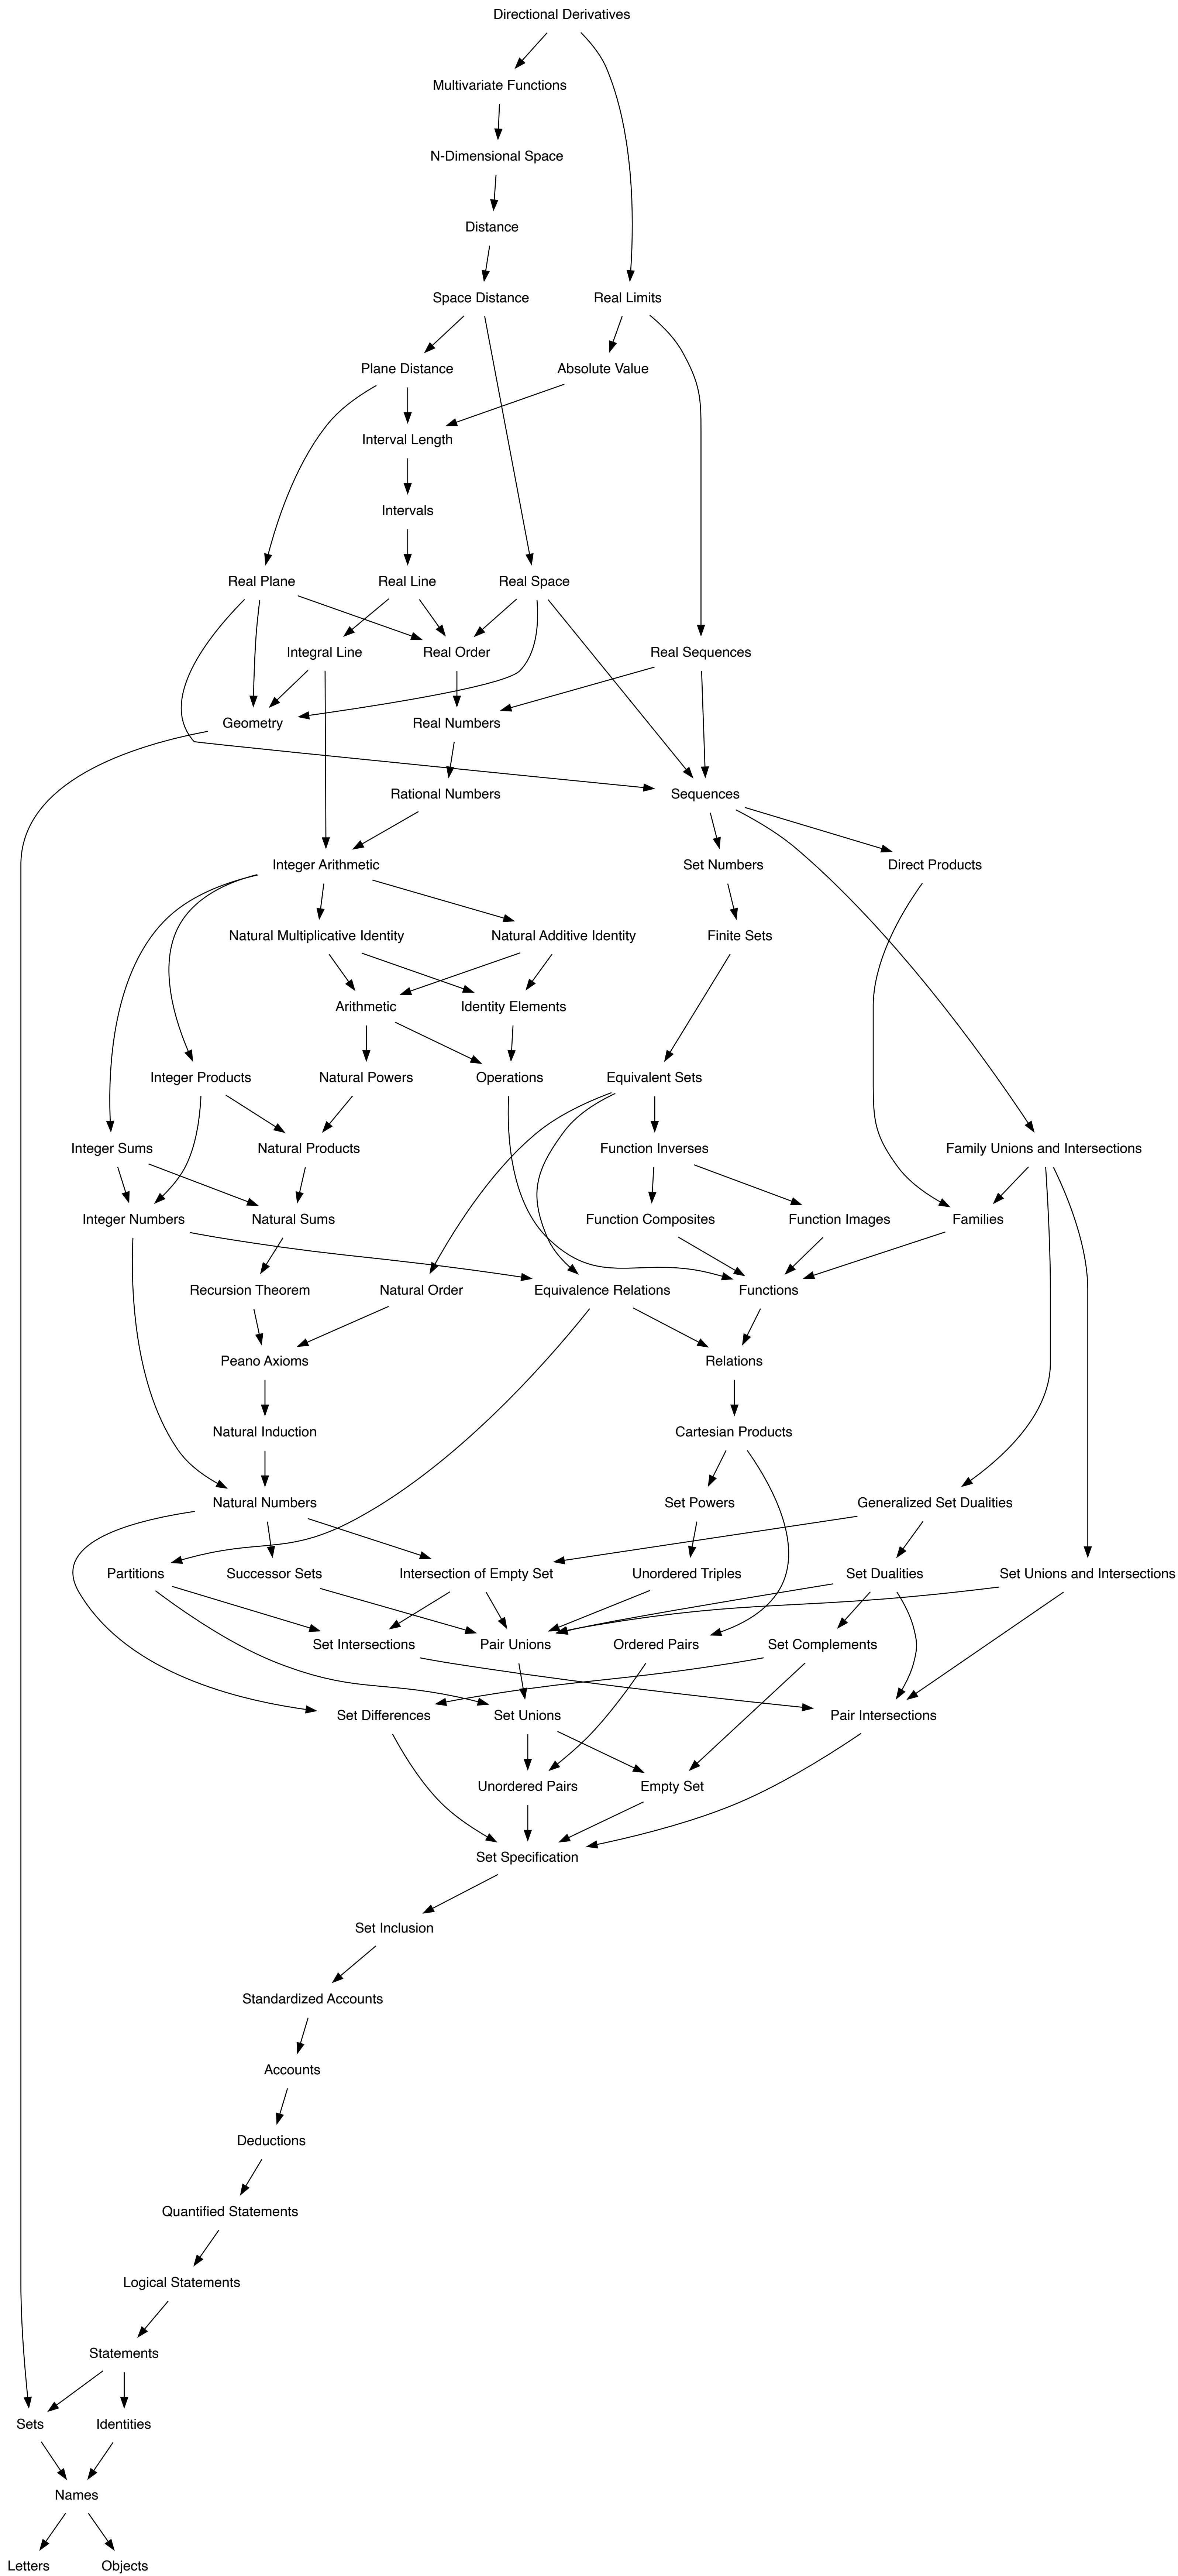 Directional Derivatives
Multivariate Functions
N-Dimensional Space
Distance
Space Distance
Real Limits
Plane Distance
Absolute Value
Interval Length
Intervals
Real Plane
Real Line
Real Space
Integral Line
Real Order
Real Sequences
Geometry
Real Numbers
Rational Numbers
Sequences
Integer Arithmetic
Set Numbers
Direct Products
Natural Multiplicative Identity
Natural Additive Identity
Finite Sets
Arithmetic
Identity Elements
Integer Products
Natural Powers
Operations
Equivalent Sets
Integer Sums
Natural Products
Function Inverses
Family Unions and Intersections
Integer Numbers
Natural Sums
Function Composites
Function Images
Families
Recursion Theorem
Natural Order
Equivalence Relations
Functions
Peano Axioms
Relations
Natural Induction
Cartesian Products
Natural Numbers
Set Powers
Generalized Set Dualities
Partitions
Successor Sets
Intersection of Empty Set
Unordered Triples
Set Dualities
Set Unions and Intersections
Set Intersections
Pair Unions
Ordered Pairs
Set Complements
Set Differences
Set Unions
Pair Intersections
Unordered Pairs
Empty Set
Set Specification
Set Inclusion
Standardized Accounts
Accounts
Deductions
Quantified Statements
Logical Statements
Statements
Sets
Identities
Names
Letters
Objects